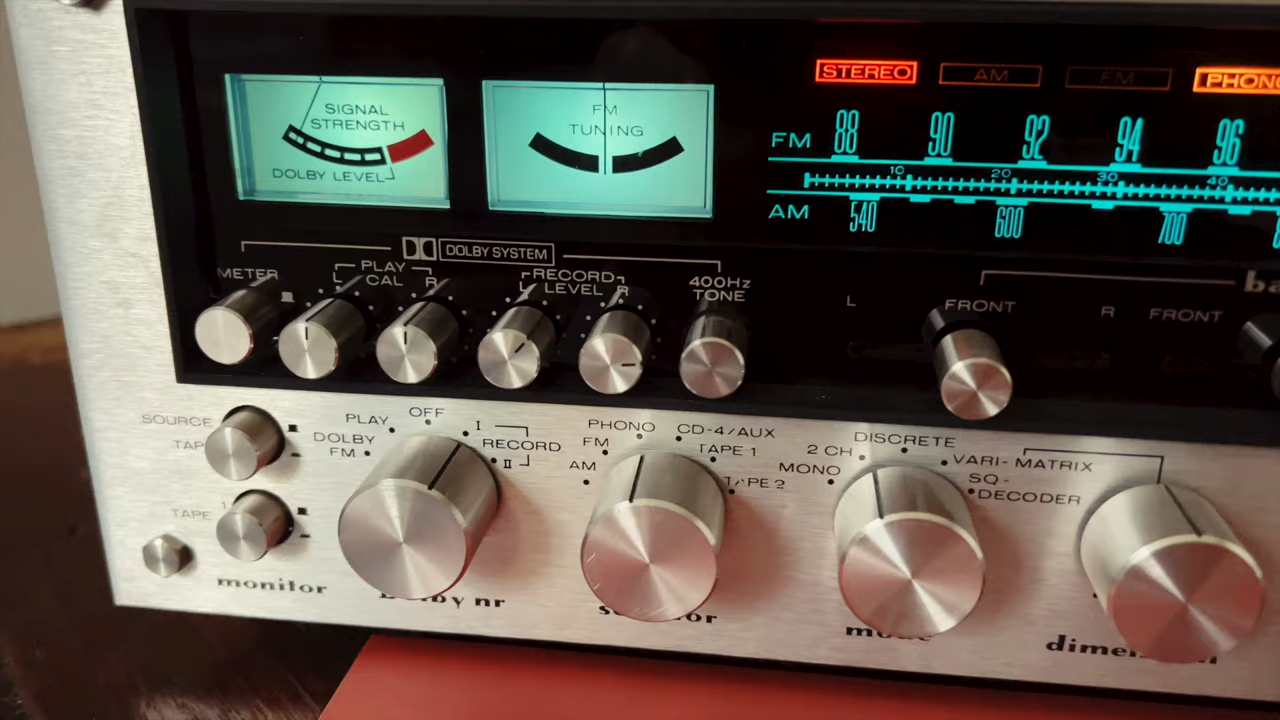 STEREO
AM
FM
PHONO
SIGNAL
STRENGTH
DOLBY LEVEL
FM
TUNING
FM 88 90 92 94 96
10 20 30 40
AM 540 600 700
DOLBY SYSTEM
METER
PLAY
CAL
L R
RECORD
LEVEL
L R
400Hz
TONE
L
FRONT
R
FRONT
SOURCE
TAPE
TAPE
monitor
PLAY
OFF
I
RECORD
II
DOLBY
FM
nr
PHONO
CD-4/AUX
FM
TAPE 1
AM
TAPE 2
2 CH
DISCRETE
MONO
VARI-MATRIX
SQ-
DECODER